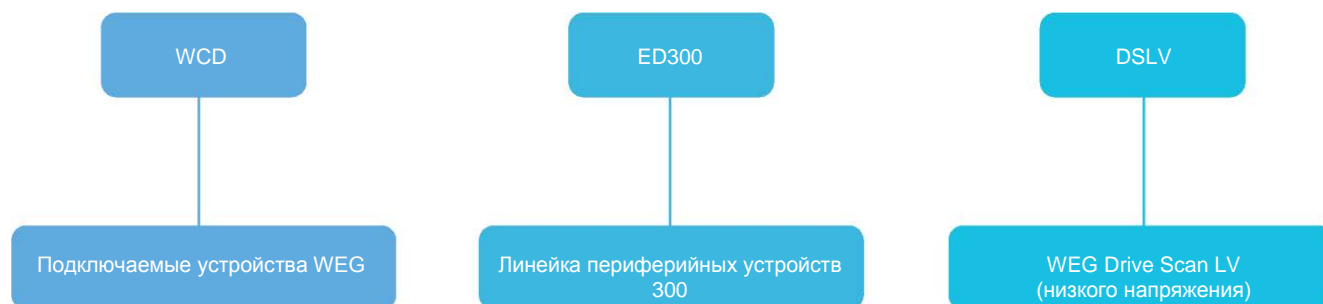 WCD
Подключаемые устройства WEG
ED300
Линейка периферийных устройств
300
DSLV
WEG Drive Scan LV
(низкого напряжения)